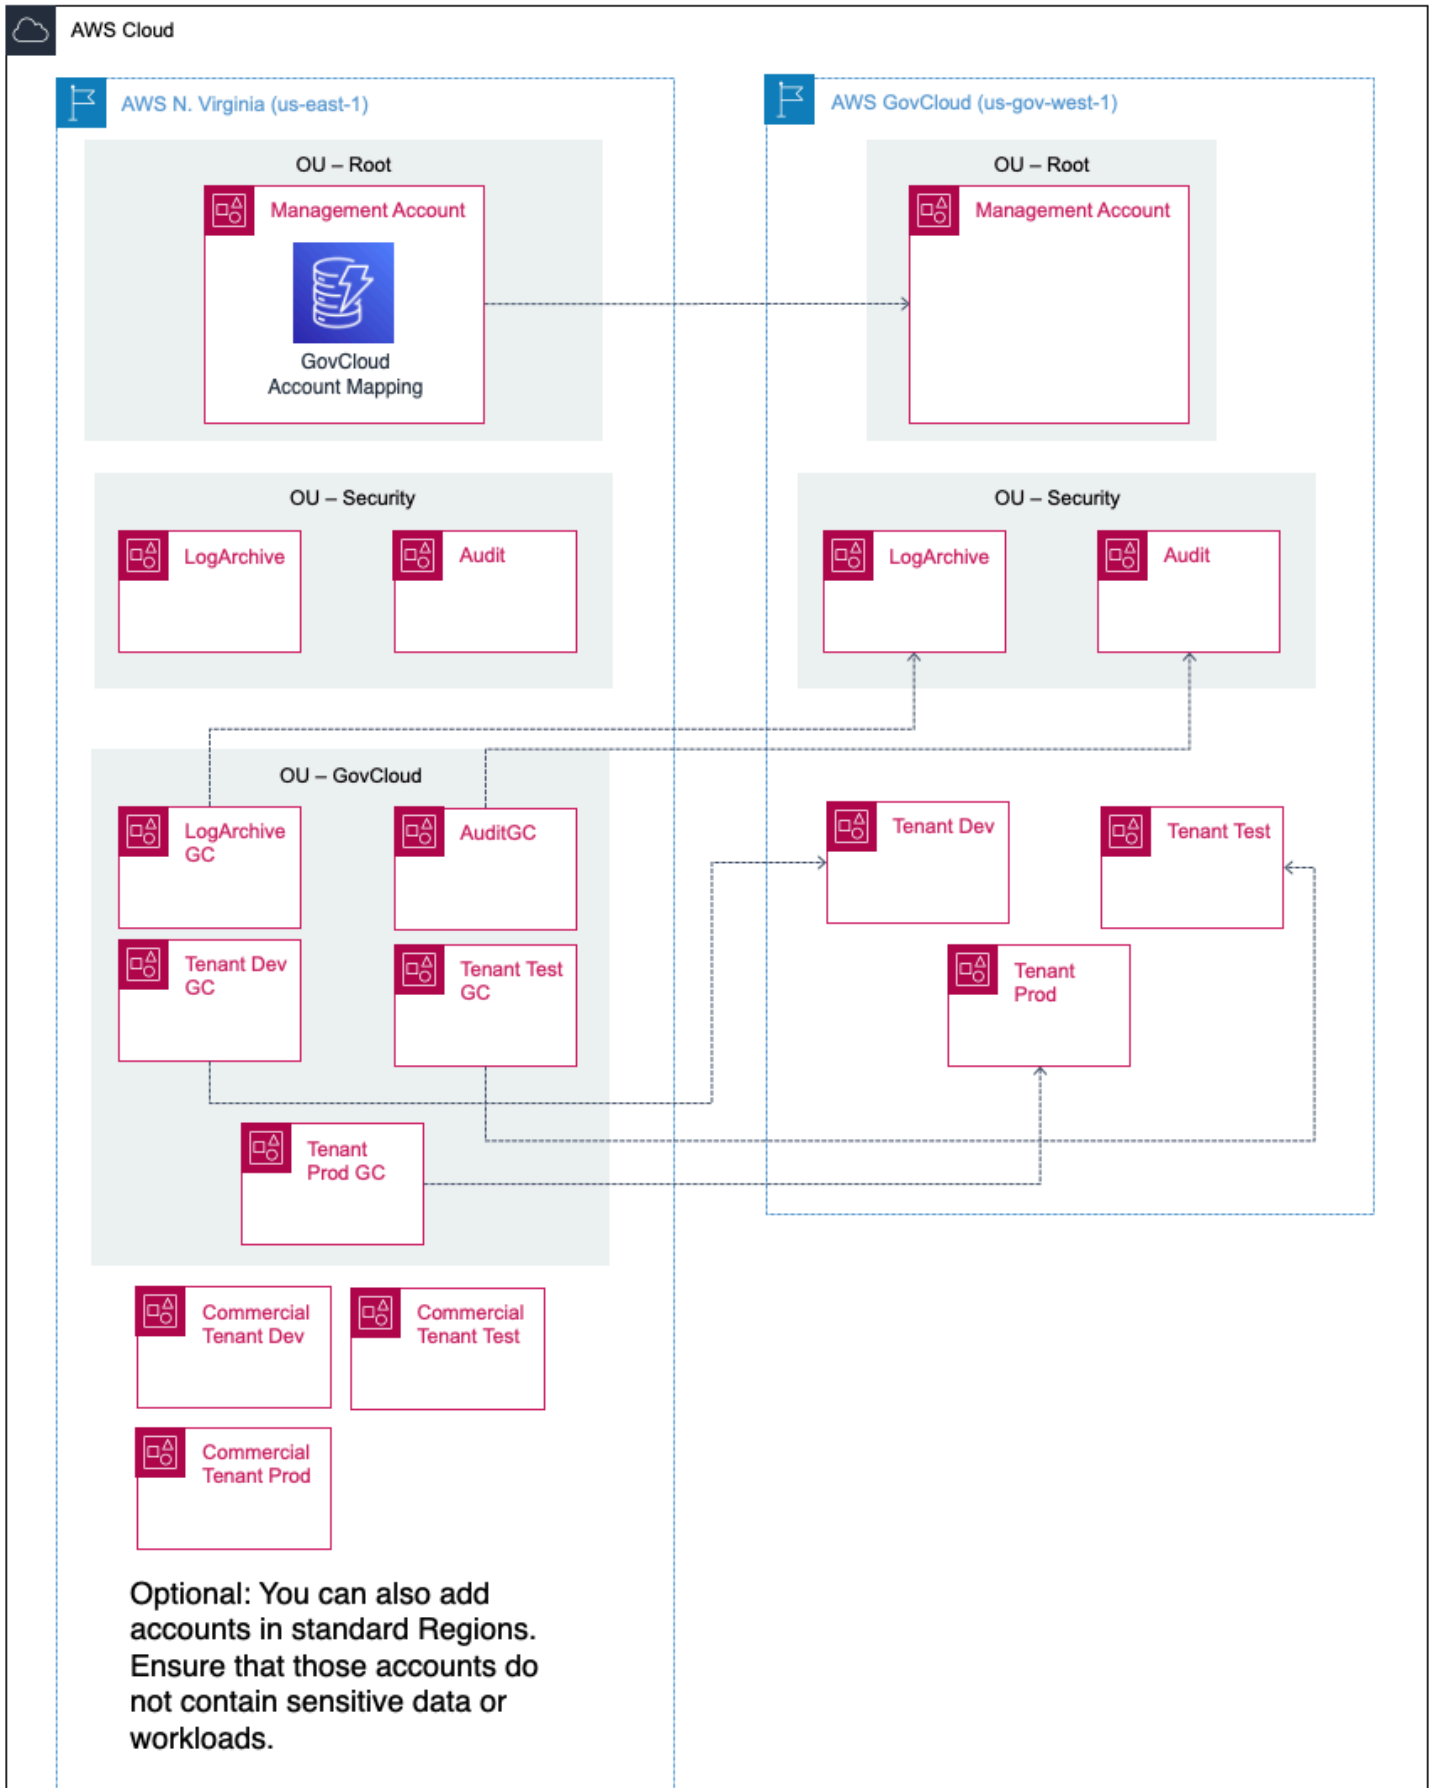 AWS Cloud
AWS N. Virginia (us-east-1)
OU – Root
Management Account
GovCloud
Account Mapping
OU – Security
LogArchive
Audit
OU – GovCloud
LogArchive
GC
AuditGC
Tenant Dev
GC
Tenant Test
GC
Tenant
Prod GC
Commercial
Tenant Dev
Commercial
Tenant Test
Commercial
Tenant Prod
Optional: You can also add
accounts in standard Regions.
Ensure that those accounts do
not contain sensitive data or
workloads.
AWS GovCloud (us-gov-west-1)
OU – Root
Management Account
OU – Security
LogArchive
Audit
Tenant Dev
Tenant Test
Tenant
Prod